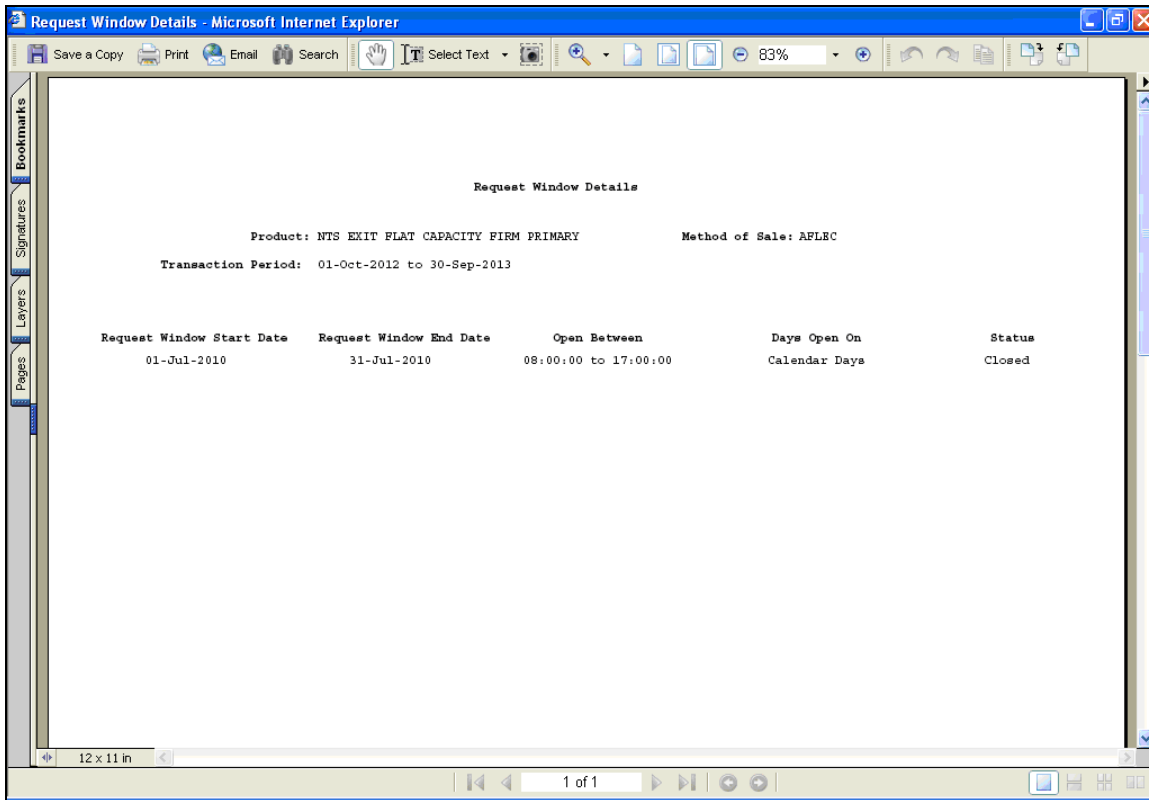 Request Window Details - Microsoft Internet Explorer
Save a Copy Print Email Search Select Text 83%
Bookmarks
Signatures
Layers
Pages
Request Window Details
Product: NTS EXIT FLAT CAPACITY FIRM PRIMARY Method of Sale: AFLEC
Transaction Period: 01-Oct-2012 to 30-Sep-2013
Request Window Start Date Request Window End Date Open Between Days Open On Status
01-Jul-2010 31-Jul-2010 08:00:00 to 17:00:00 Calendar Days Closed
12 x 11 in
1 of 1